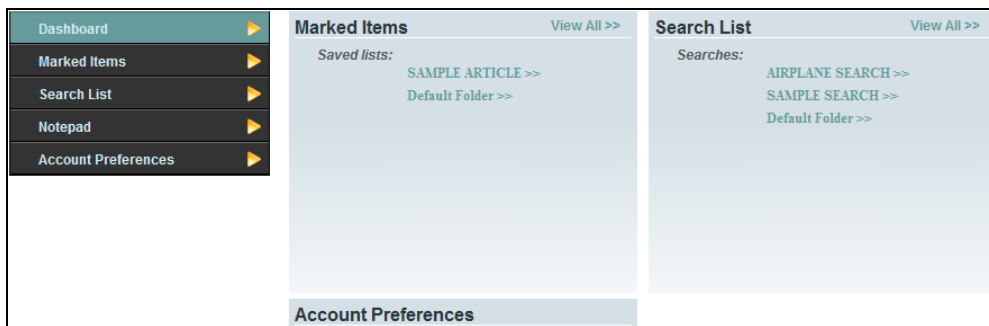 Dashboard
Marked Items
Search List
Notepad
Account Preferences
Marked Items View All >>
Saved lists:
SAMPLE ARTICLE >>
Default Folder >>
Search List View All >>
Searches:
AIRPLANE SEARCH >>
SAMPLE SEARCH >>
Default Folder >>
Account Preferences